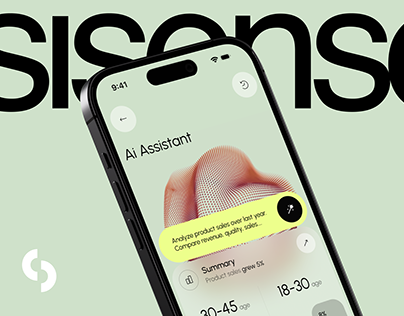 sisense
9:41
Ai Assistant
Analyze product sales over last year.
Compare revenue, quality, sales...
Summary
Product sales grew 5%
30-45 age
18-30 age
8%